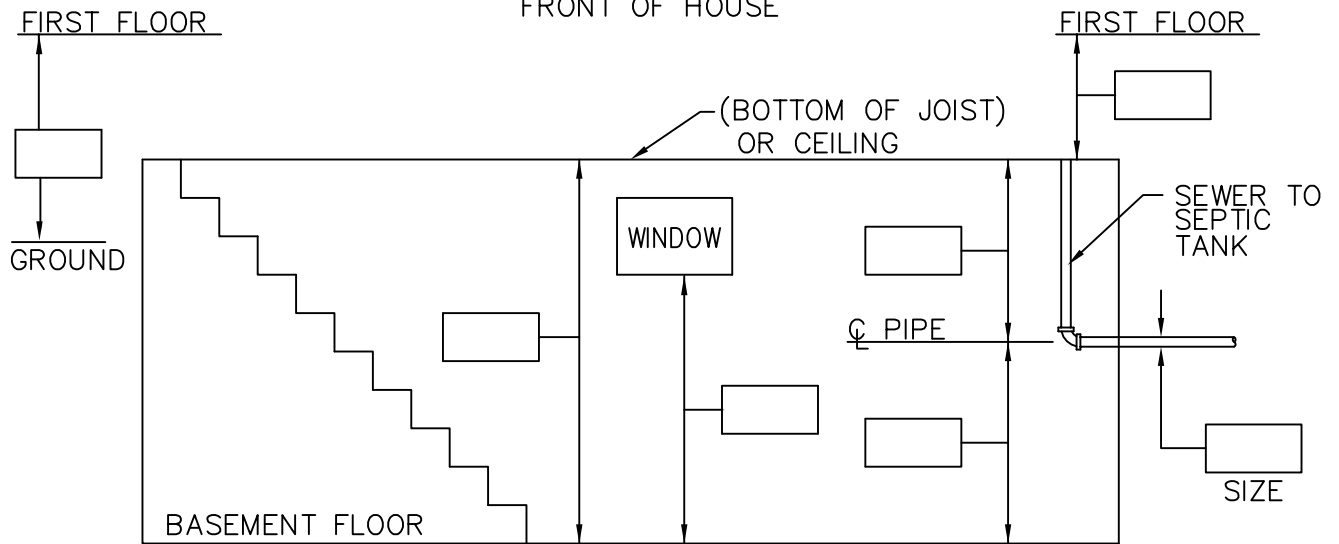 FRONT OF HOUSE
FIRST FLOOR
FIRST FLOOR
(BOTTOM OF JOIST)
OR CEILING
SEWER TO
SEPTIC
TANK
WINDOW
GROUND
℄ PIPE
SIZE
BASEMENT FLOOR